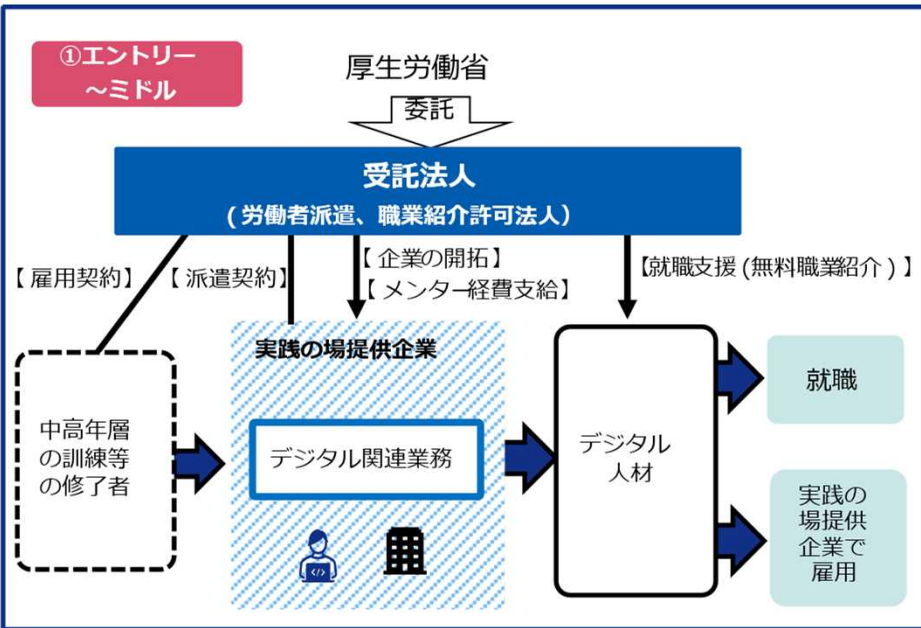 ①エントリー
～ミドル
厚生労働省
委託
受託法人
(労働者派遣、職業紹介許可法人)
【雇用契約】
【派遣契約】
【企業の開拓】
【メンター経費支給】
【就職支援(無料職業紹介)】
中高年層
の訓練等
の修了者
実践の場提供企業
デジタル関連業務
デジタル
人材
就職
実践の
場提供
企業で
雇用